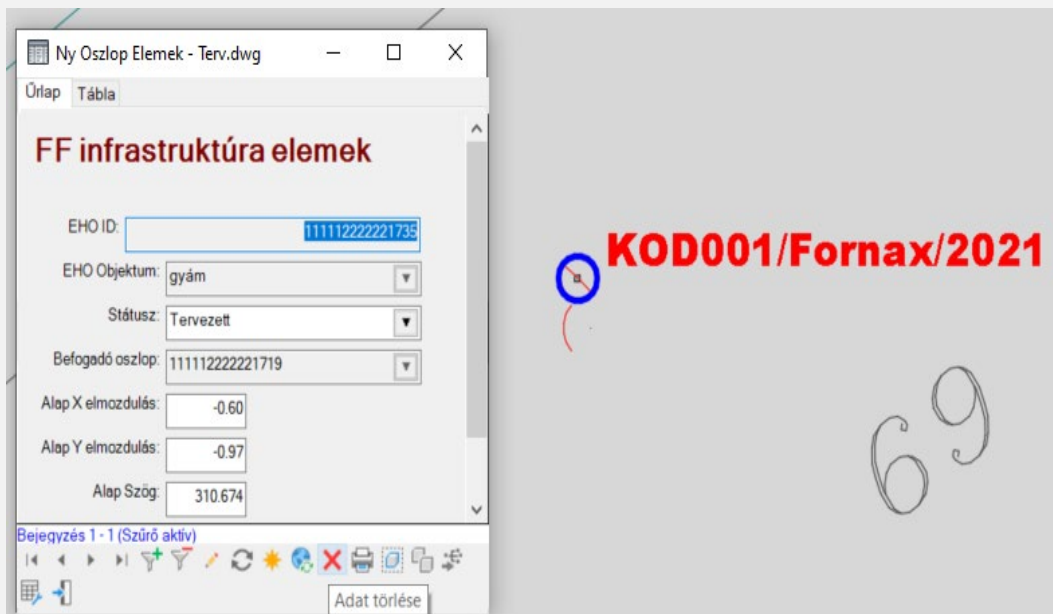 Ny Oszlop Elemek - Terv.dwg
Űrlap Tábla
FF infrastruktúra elemek
EHO ID: 111112222221735
EHO Objektum: gyám
Státusz: Tervezett
Befogadó oszlop: 111112222221719
Alap X elmozdulás: -0.60
Alap Y elmozdulás: -0.97
Alap Szög: 310.674
Bejegyzés 1 - 1 (Szűrő aktív)
Adat törlése
KOD001/Fornax/2021
69